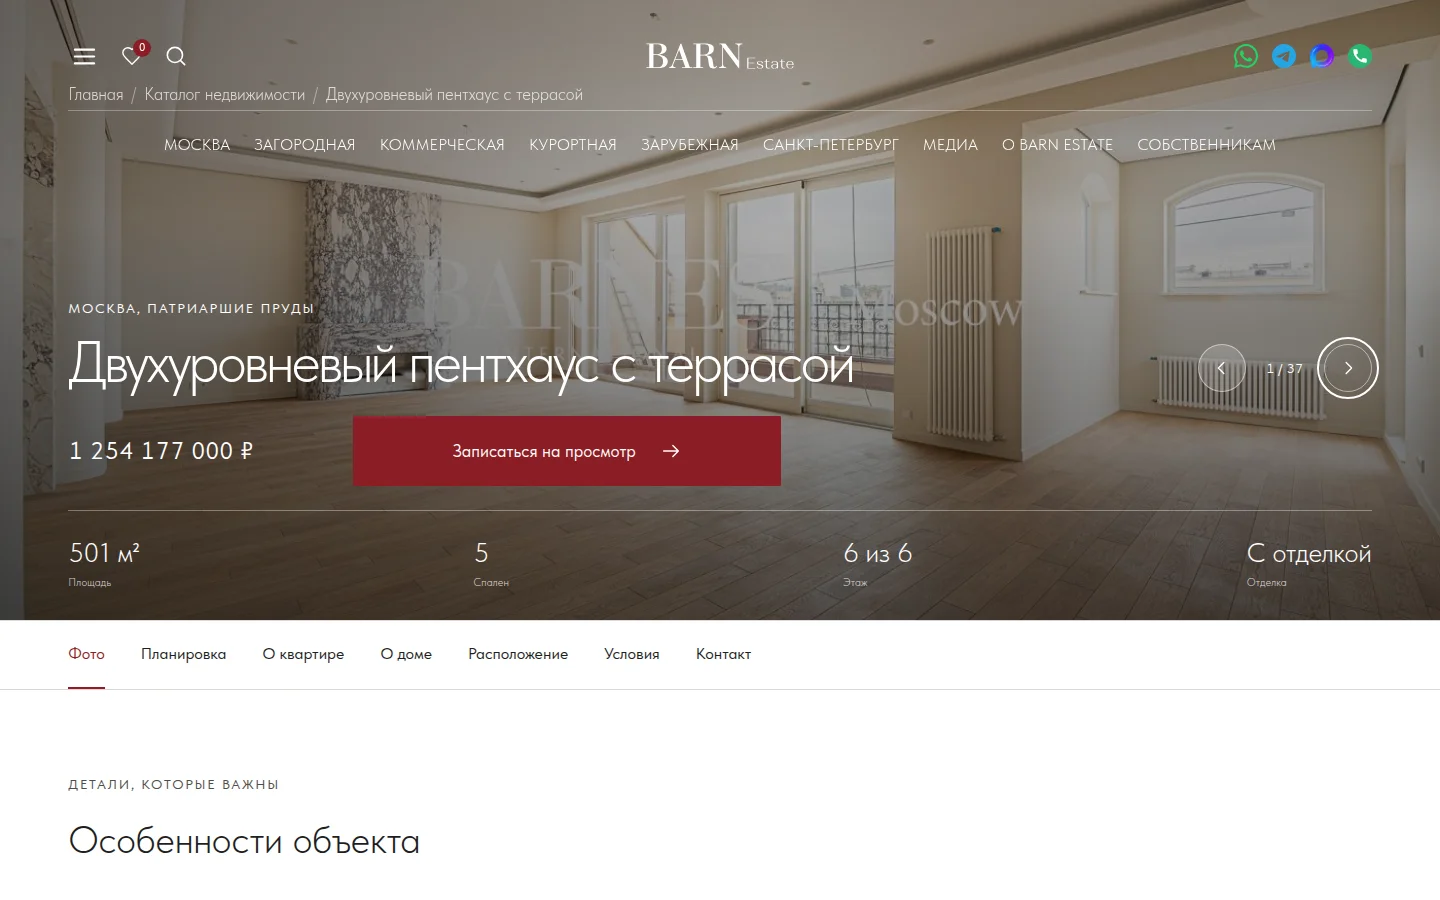 0
BARN Estate
Главная / Каталог недвижимости / Двухуровневый пентхаус с террасой
МОСКВА ЗАГОРОДНАЯ КОММЕРЧЕСКАЯ КУРОРТНАЯ ЗАРУБЕЖНАЯ САНКТ-ПЕТЕРБУРГ МЕДИА О BARN ESTATE СОБСТВЕННИКАМ
BARNES Moscow
МОСКВА, ПАТРИАРШИЕ ПРУДЫ
Двухуровневый пентхаус с террасой
1 / 37
1 254 177 000 ₽
Записаться на просмотр
501 м² 5 6 из 6 С отделкой
Площадь Спален Этаж Отделка
Фото Планировка О квартире О доме Расположение Условия Контакт
ДЕТАЛИ, КОТОРЫЕ ВАЖНЫ
Особенности объекта